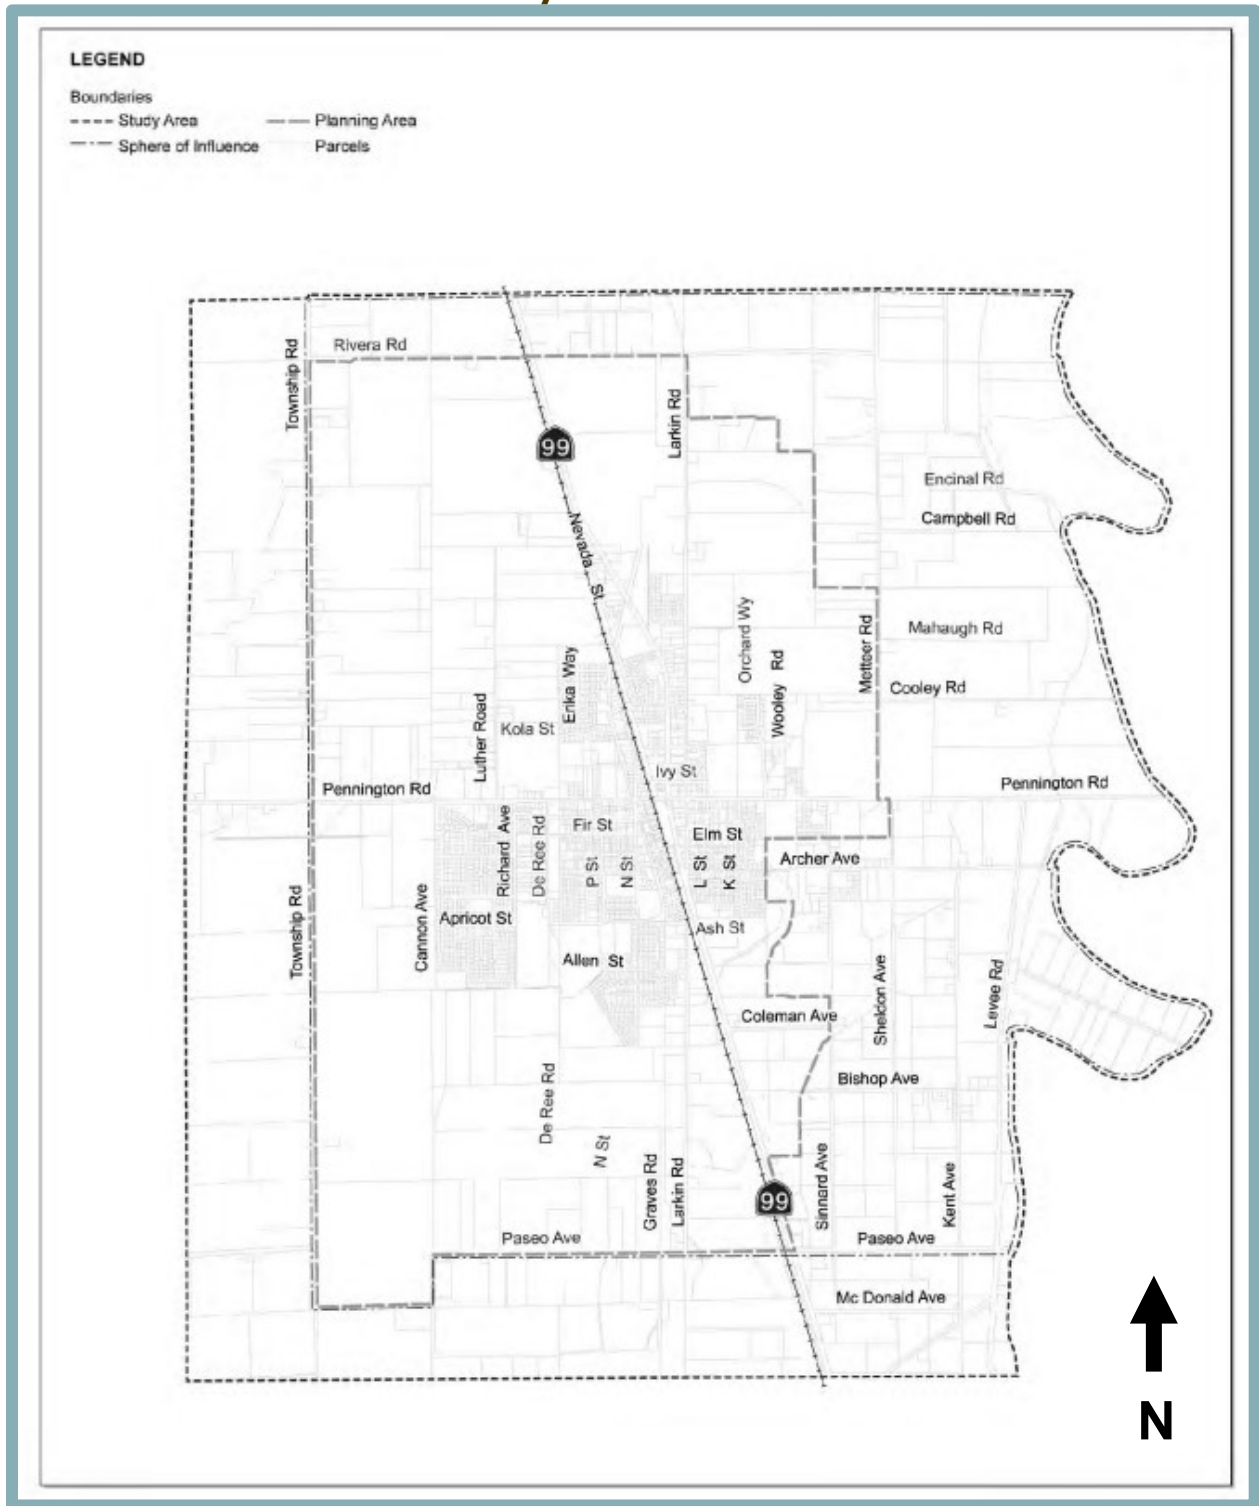 LEGEND
Boundaries
Study Area
Planning Area
Sphere of Influence
Parcels
Rivera Rd
Township Rd
Larkin Rd
99
Encinal Rd
Campbell Rd
N
St
Orchard Wy
Mahaugh Rd
Metteer Rd
Erika Way
Wooley Rd
Cooley Rd
Luther Road
Kola St
Ivy St
Pennington Rd
Pennington Rd
Richard Ave
De Ree Rd
Fir St
Elm St
P St
N St
L St
K St
Archer Ave
Township Rd
Cannon Ave
Apricot St
Ash St
Allen St
Sheldon Ave
Levee Rd
Coleman Ave
Bishop Ave
De Ree Rd
N St
Graves Rd
Larkin Rd
99
Sinnard Ave
Kent Ave
Paseo Ave
Paseo Ave
Mc Donald Ave
N